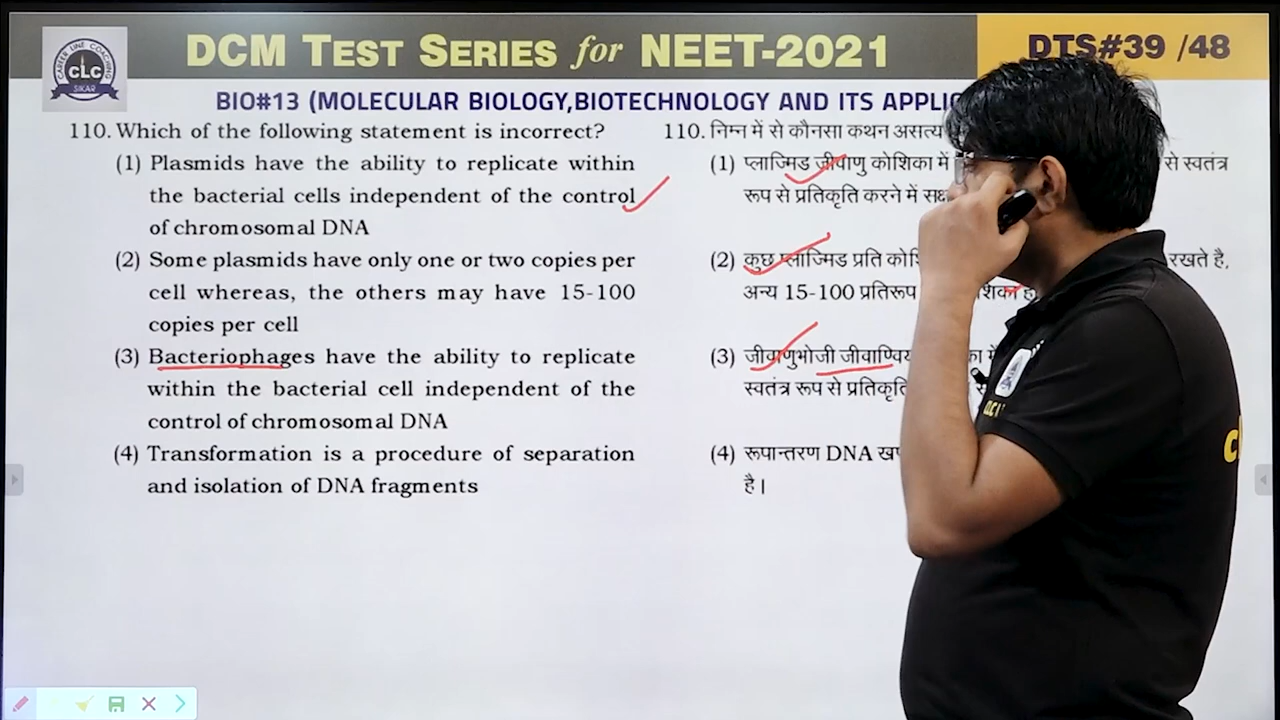 DCM TEST SERIES for NEET-2021
DTS#39 /48
CAREER LINE COACHING
CLC
SIKAR
BIO#13 (MOLECULAR BIOLOGY,BIOTECHNOLOGY AND ITS
110. Which of the following statement is incorrect?
(1) Plasmids have the ability to replicate within
the bacterial cells independent of the control
of chromosomal DNA
(2) Some plasmids have only one or two copies per
cell whereas, the others may have 15-100
copies per cell
(3) Bacteriophages have the ability to replicate
within the bacterial cell independent of the
control of chromosomal DNA
(4) Transformation is a procedure of separation
and isolation of DNA fragments
110. निम्न में से कौनसा कथन असत्य
(1) प्लाज्मिड जीवाणु कोशिका में से स्वतंत्र
रूप से प्रतिकृति करने में
(2) कुछ प्लाज्मिड प्रति रखते है,
अन्य 15-100 प्रतिरूप
(3) जीवाणुभोजी में
स्वतंत्र रूप से
(4) रूपान्तरण DNA
है।